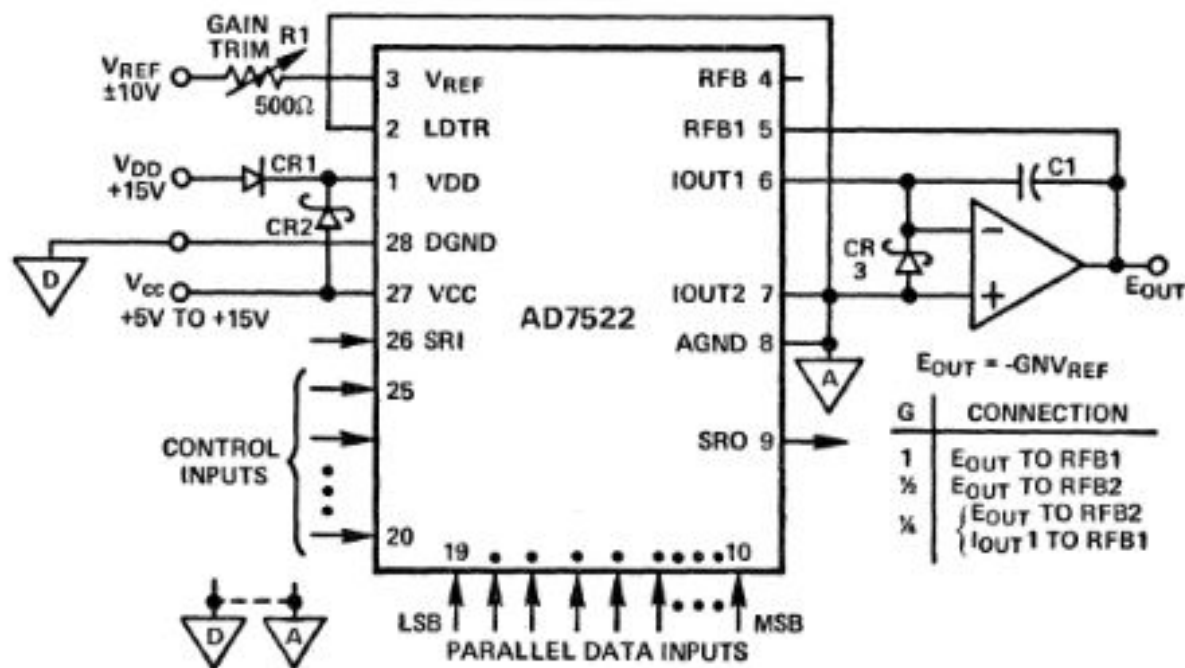 GAIN
TRIM R1
VREF
±10V
500Ω
3 VREF
RFB 4
2 LDTR
RFB1 5
VDD
+15V
CR1
1 VDD
IOUT1 6
C1
CR2
28 DGND
CR
3
−
+
EOUT
D
VCC
+5V TO +15V
27 VCC
IOUT2 7
AD7522
26 SRI
AGND 8
A
EOUT = -GNVREF
25
G CONNECTION
CONTROL
INPUTS
SRO 9
1 EOUT TO RFB1
½ EOUT TO RFB2
EOUT TO RFB2
IOUT1 TO RFB1
20
19
10
D
A
LSB
MSB
PARALLEL DATA INPUTS